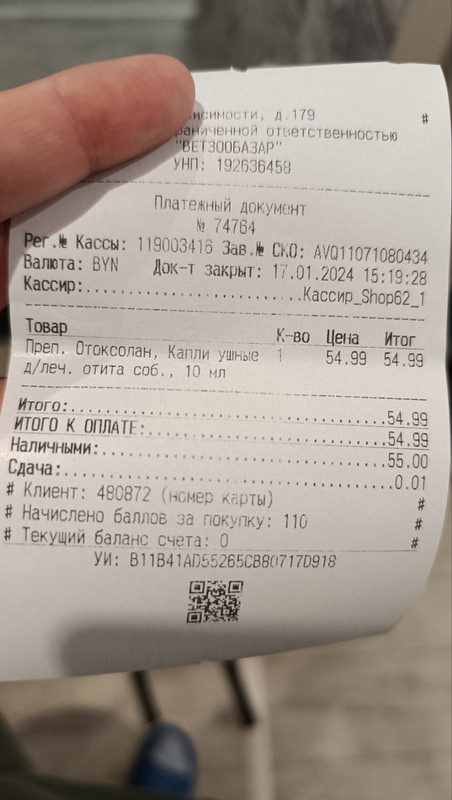 д.179 #
ответственностью
"ВЕТЗООБАЗАР"
УНП: 192636458
Платежный документ
№ 74764
Рег.№ Кассы: 119003416 Зав.№ СКО: AVQ11071080434
Валюта: BYN Док-т закрыт: 17.01.2024 15:19:28
Кассир:..............................Кассир_Shop62_1
Товар К-во Цена Итог
Преп. Отоксолан, Капли ушные 1 54.99 54.99
д/леч. отита соб., 10 мл
Итого:........................................54.99
ИТОГО К ОПЛАТЕ:...............................54.99
Наличными:....................................55.00
Сдача:........................................0.01
# Клиент: 480872 (номер карты) #
# Начислено баллов за покупку: 110 #
# Текущий баланс счета: 0 #
УИ: B11B41AD55265CB80717D918